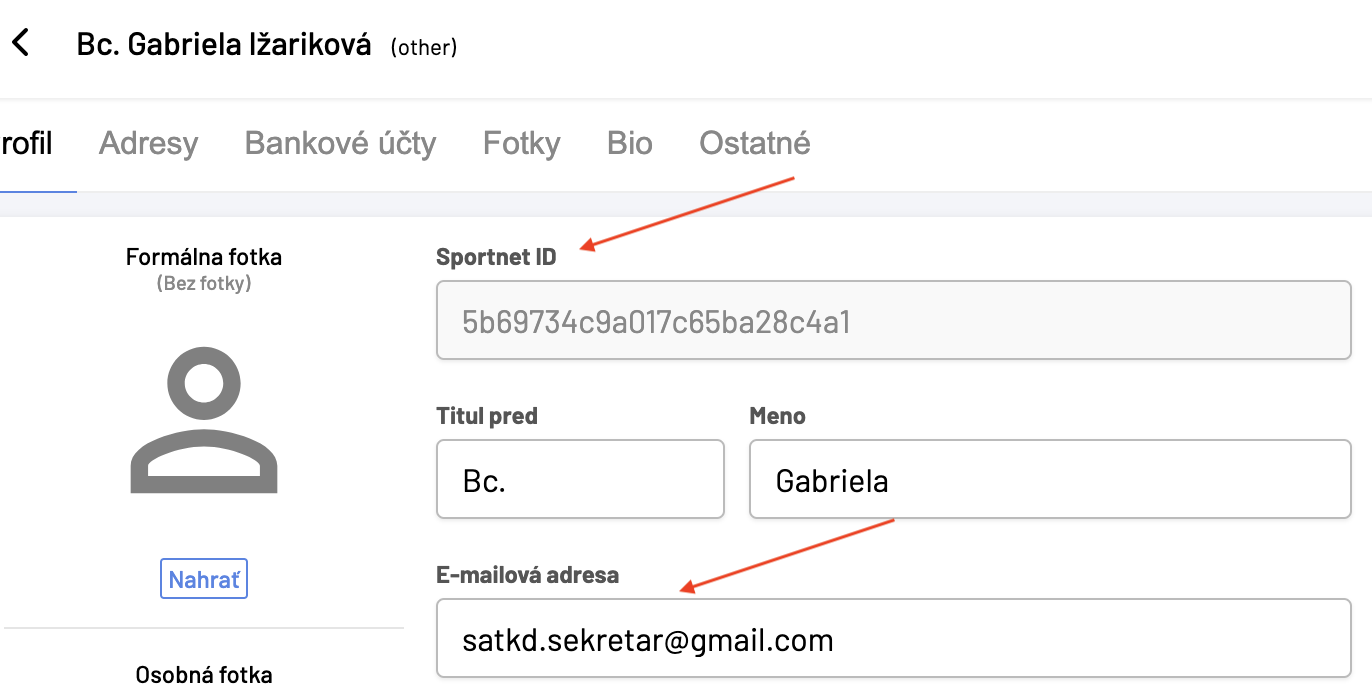 Bc. Gabriela Ižariková (other)
rofil Adresy Bankové účty Fotky Bio Ostatné
Formálna fotka
(Bez fotky)
Nahrať
Osobná fotka
Sportnet ID
5b69734c9a017c65ba28c4a1
Titul pred
Bc.
Meno
Gabriela
E-mailová adresa
satkd.sekretar@gmail.com